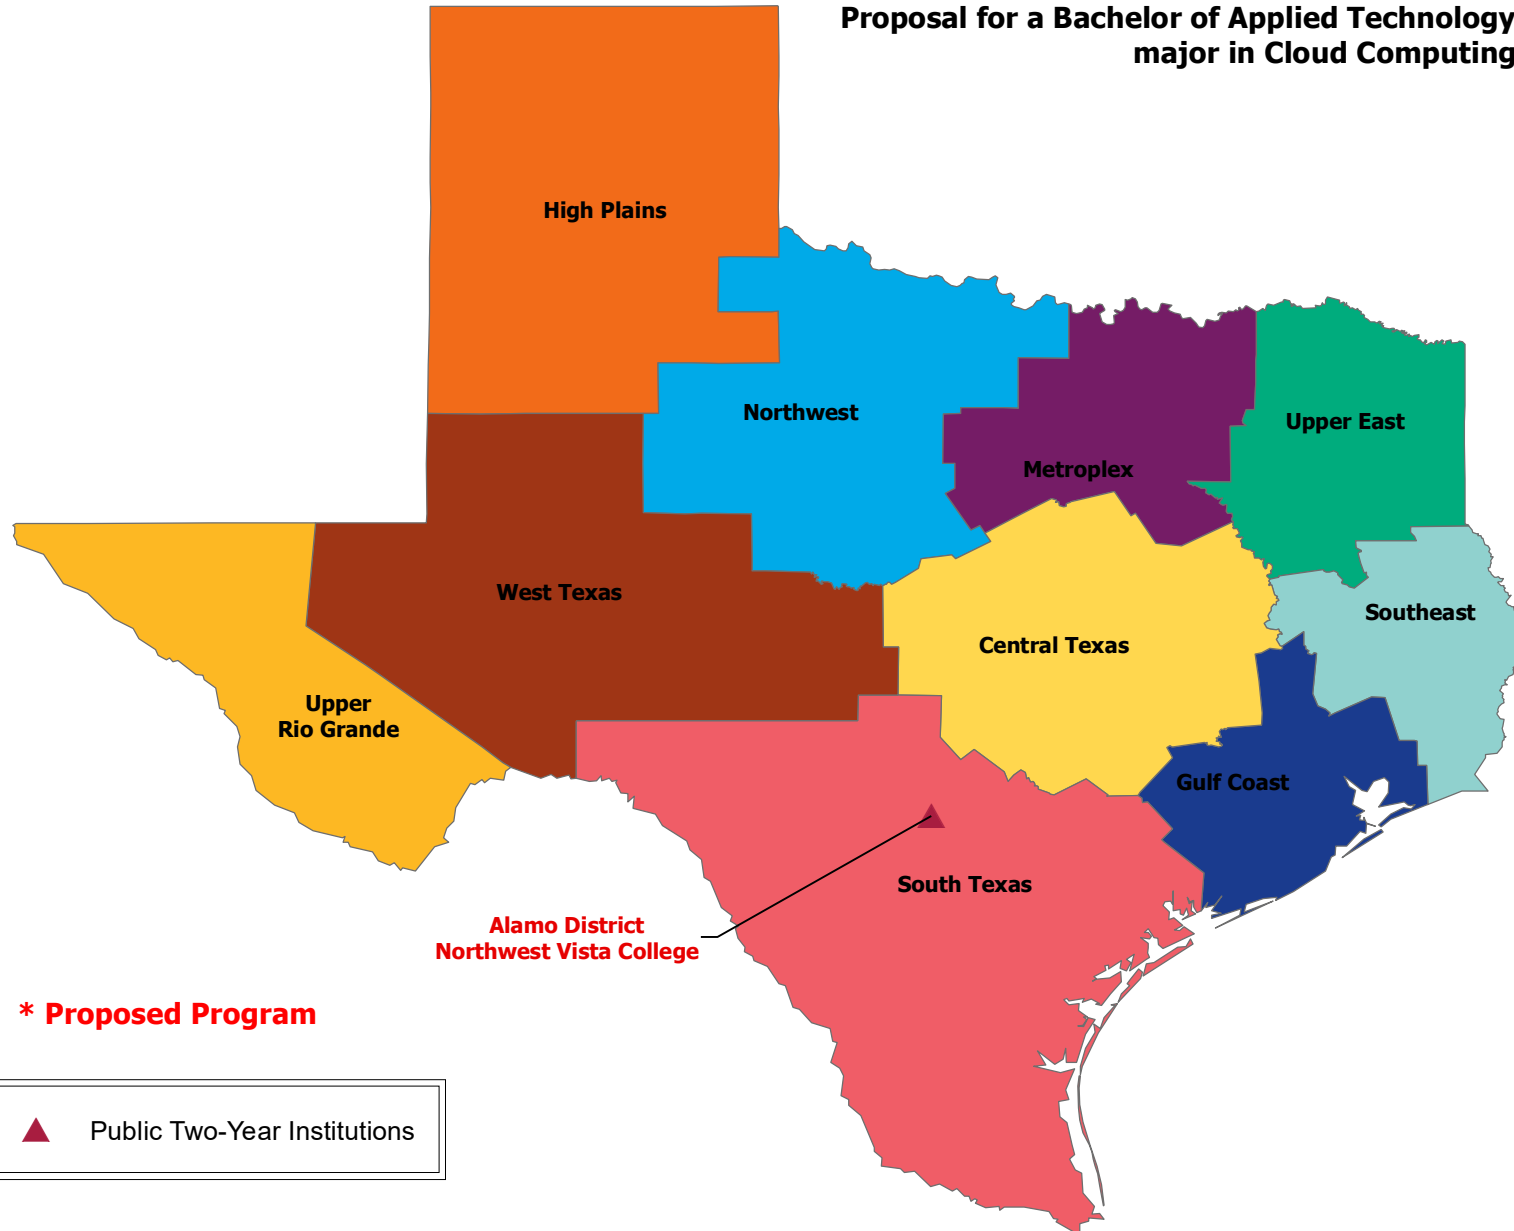 Proposal for a Bachelor of Applied Technology
major in Cloud Computing
High Plains
Northwest
Upper East
Metroplex
West Texas
Southeast
Central Texas
Upper
Rio Grande
Gulf Coast
South Texas
Alamo District
Northwest Vista College
* Proposed Program
Public Two-Year Institutions